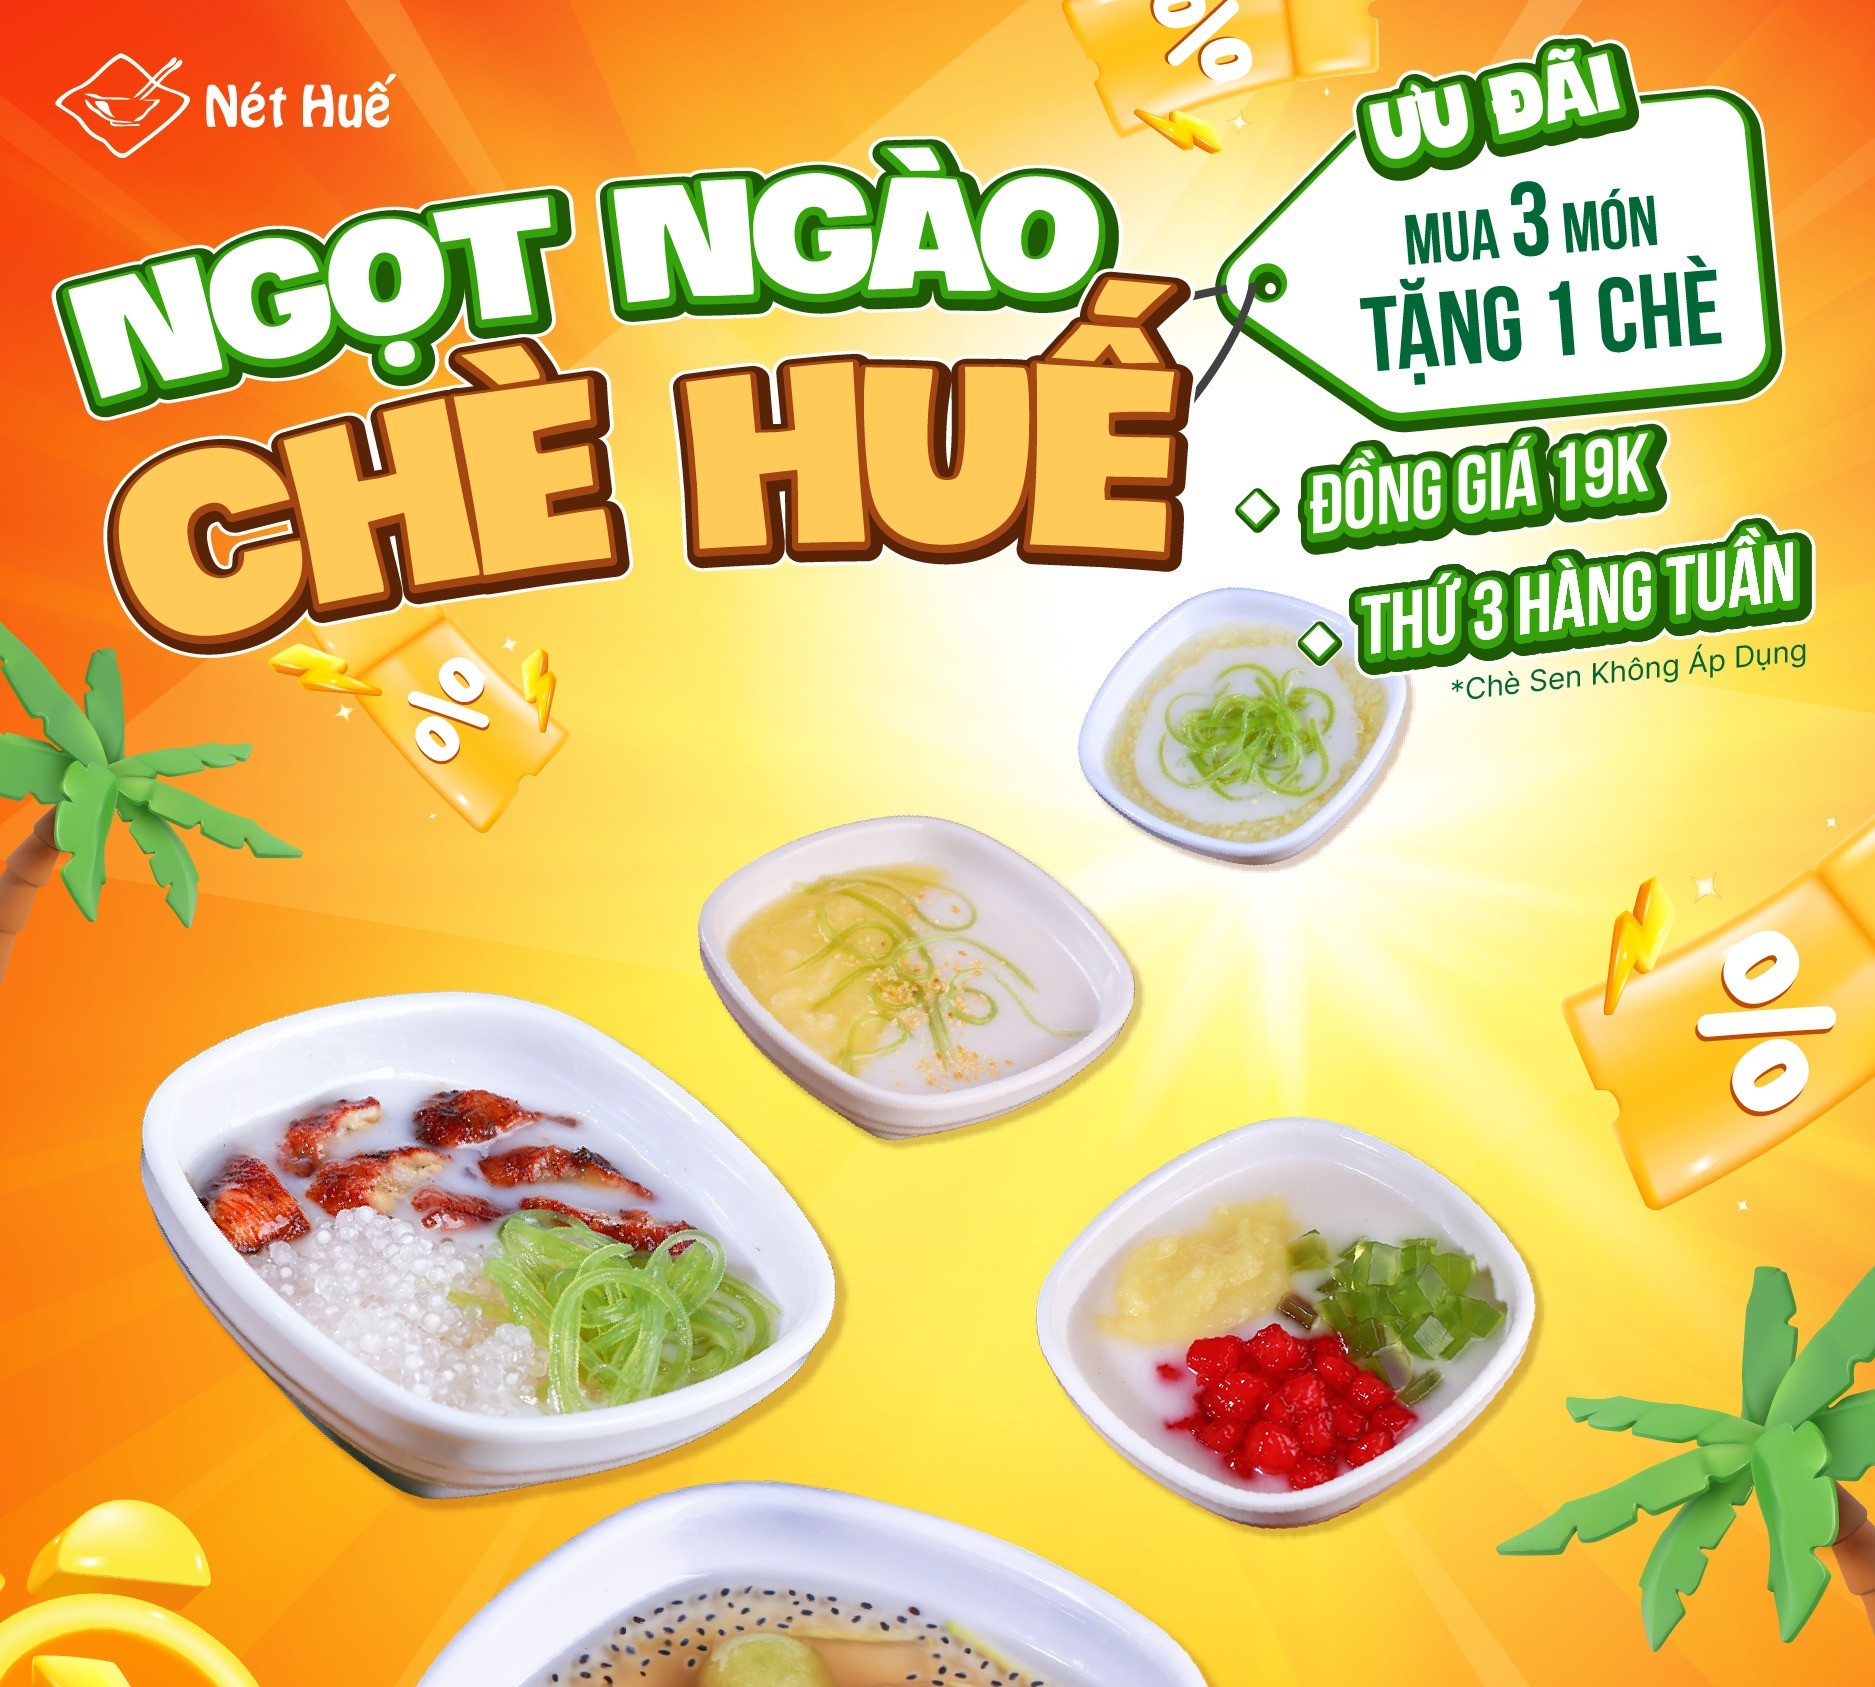 Nét Huế
NGỌT NGÀO
CHÈ HUẾ
ƯU ĐÃI
MUA 3 MÓN
TẶNG 1 CHÈ
ĐỒNG GIÁ 19K
THỨ 3 HÀNG TUẦN
*Chè Sen Không Áp Dụng
%
%
%